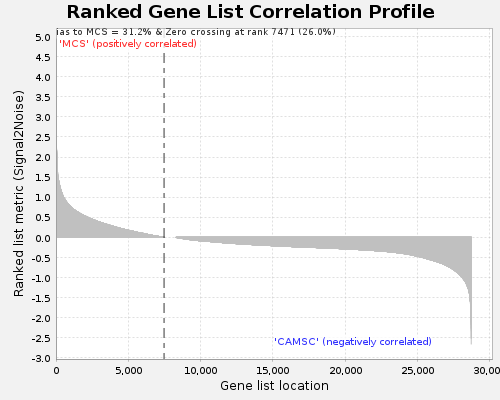 Ranked Gene List Correlation Profile
ias to MCS = 31.2% & Zero crossing at rank 7471 (26.0%)
'MCS' (positively correlated)
5.0
4.5
4.0
3.5
3.0
2.5
2.0
1.5
1.0
0.5
0.0
-0.5
-1.0
-1.5
-2.0
-2.5
-3.0
Ranked list metric (Signal2Noise)
'CAMSC' (negatively correlated)
0 5,000 10,000 15,000 20,000 25,000 30,000
Gene list location